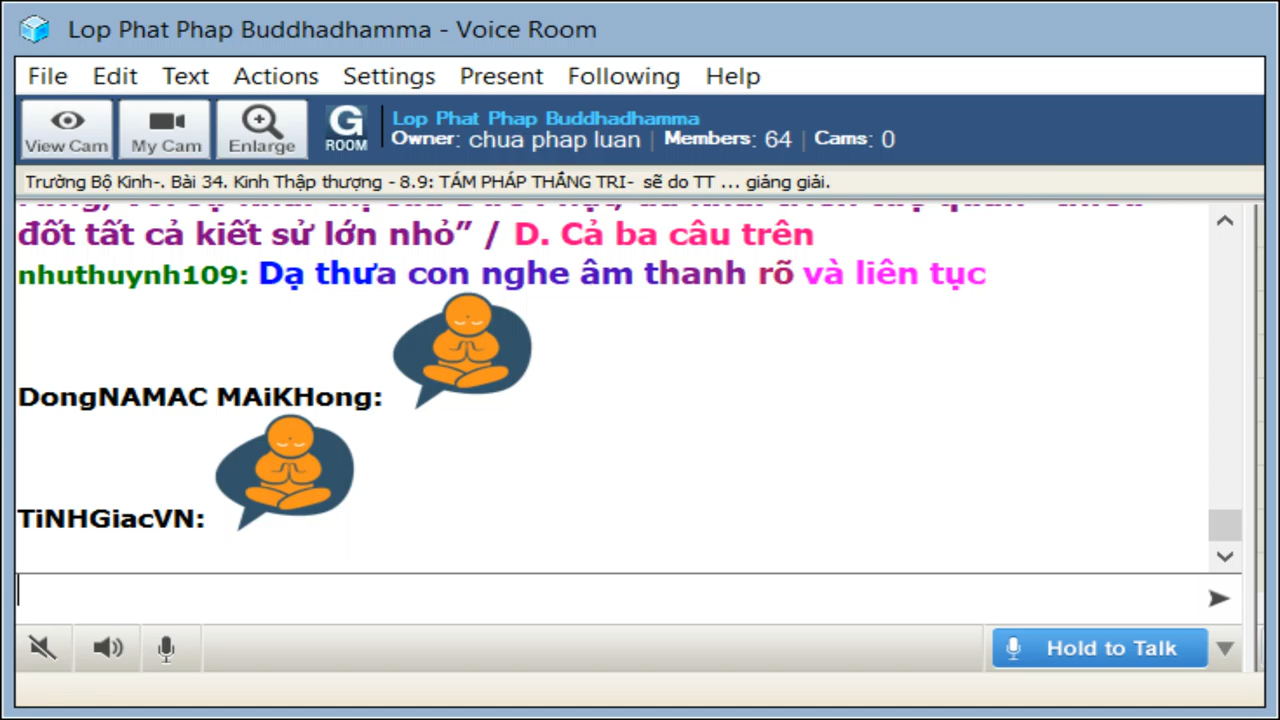 Lop Phat Phap Buddhadhamma - Voice Room
File Edit Text Actions Settings Present Following Help
View Cam My Cam Enlarge
G ROOM
Lop Phat Phap Buddhadhamma
Owner: chua phap luan | Members: 64 | Cams: 0
Trường Bộ Kinh-. Bài 34. Kinh Thập thượng - 8.9: TÁM PHÁP THẮNG TRI- sẽ do TT ... giảng giải.
đốt tất cả kiết sử lớn nhỏ” / D. Cả ba câu trên
nhuthuynh109: Dạ thưa con nghe âm thanh rõ và liên tục
DongNAMAC MAiKHong:
TiNHGiacVN:
Hold to Talk